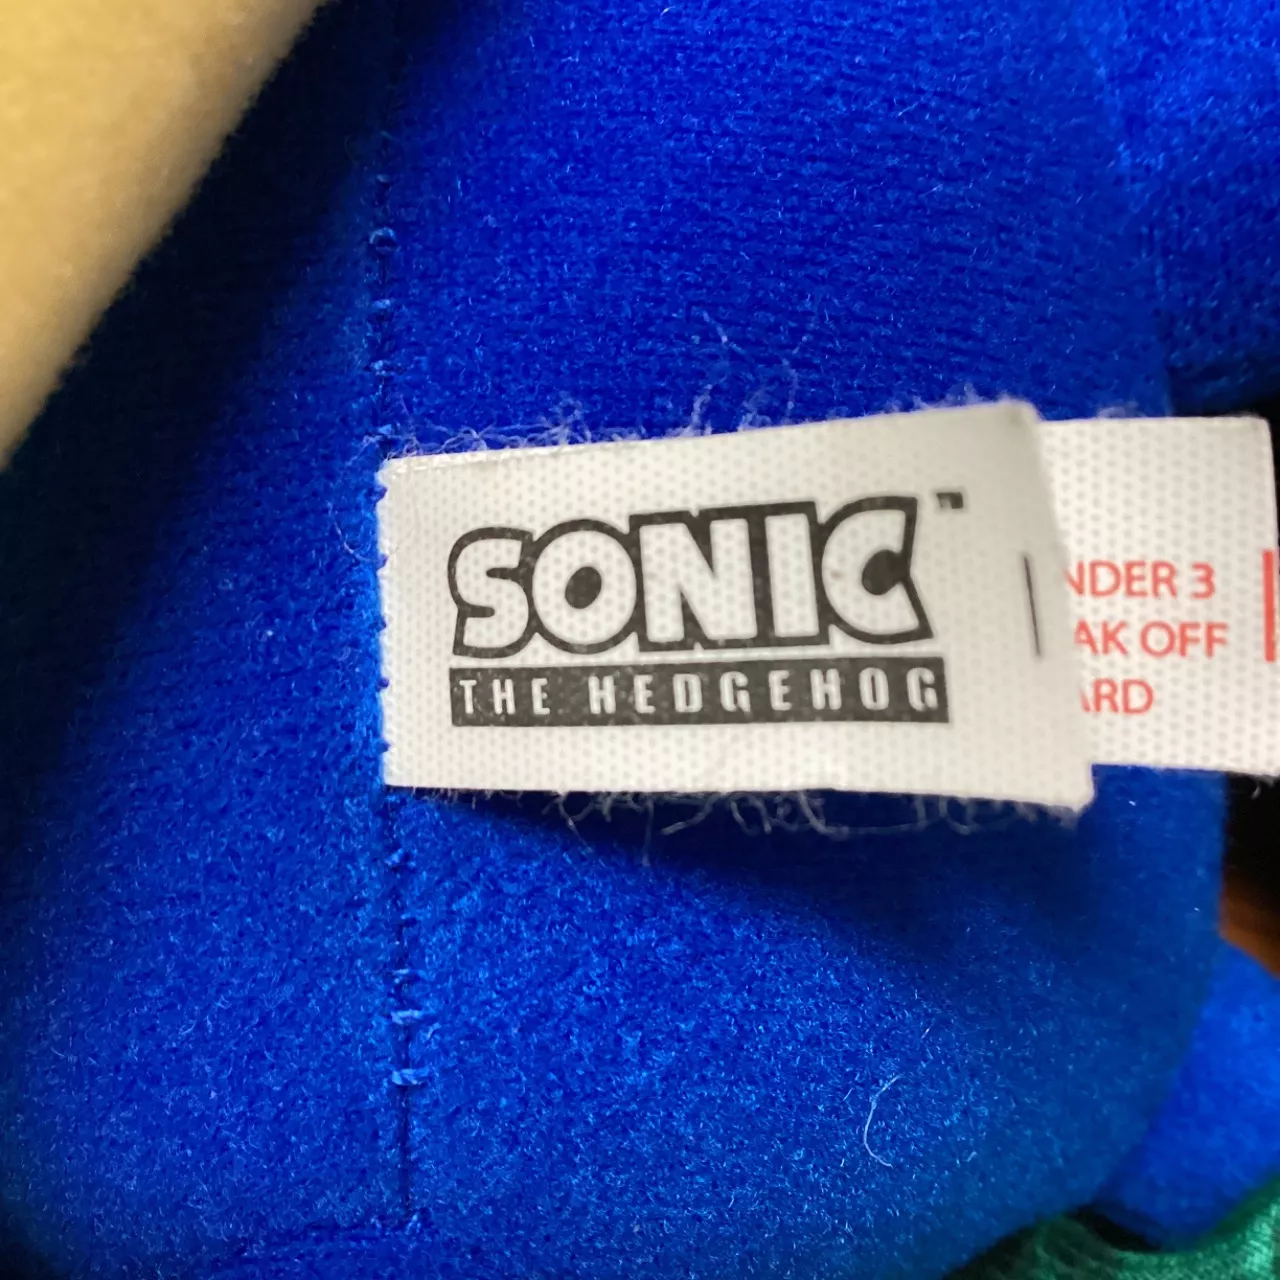 SONIC™
THE HEDGEHOG
NDER 3
AK OFF
ARD